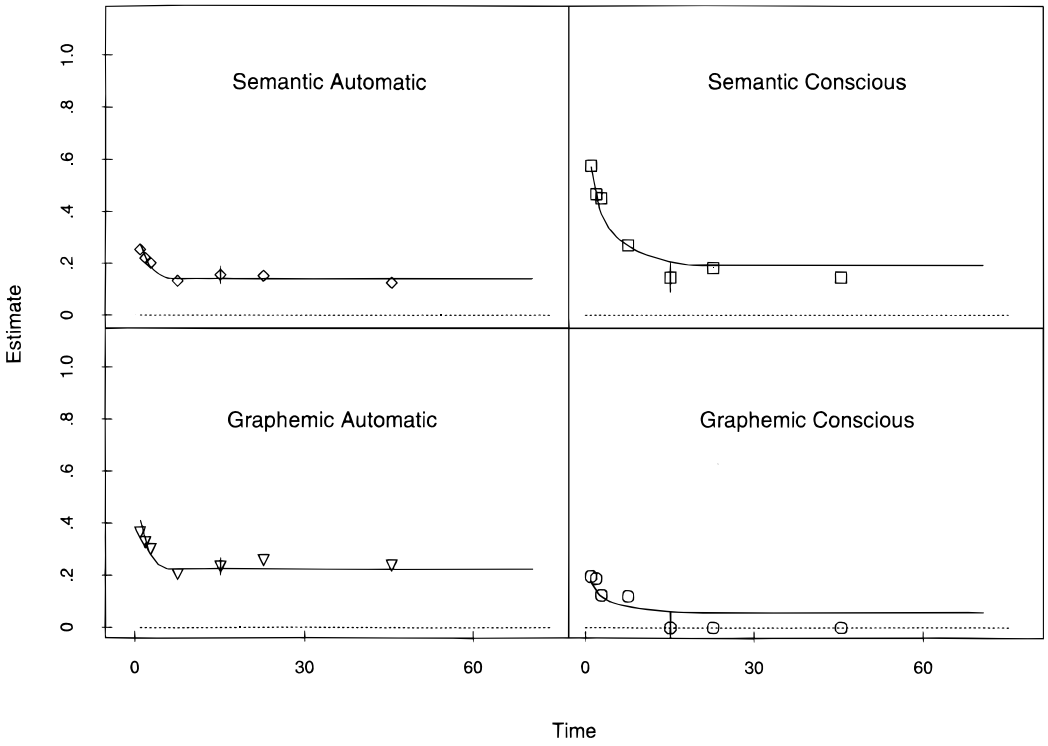 1.0
.8
.6
.4
.2
0
Semantic Automatic
Semantic Conscious
Estimate
1.0
.8
.6
.4
.2
0
Graphemic Automatic
Graphemic Conscious
0 30 60 0 30 60
Time